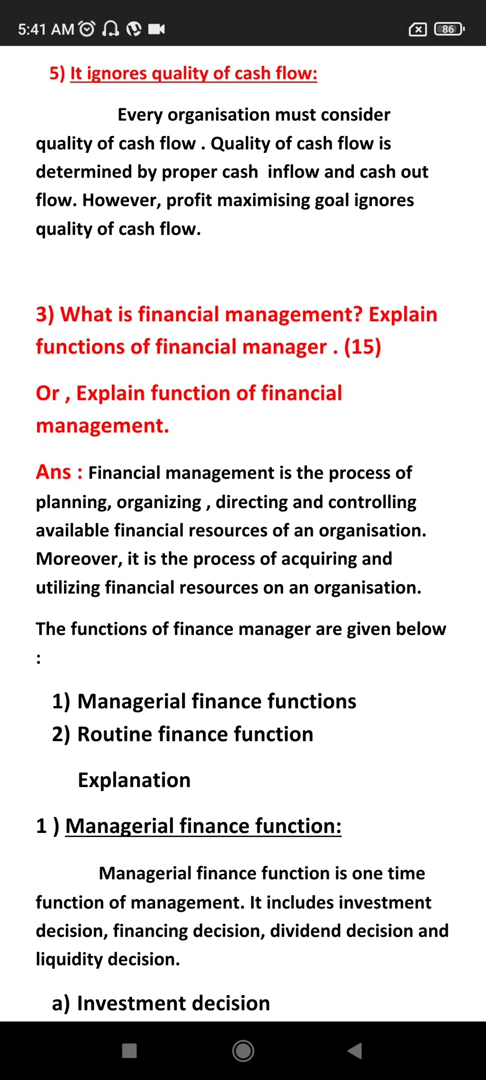 5:41 AM
86
5) It ignores quality of cash flow:
Every organisation must consider
quality of cash flow . Quality of cash flow is
determined by proper cash inflow and cash out
flow. However, profit maximising goal ignores
quality of cash flow.
3) What is financial management? Explain
functions of financial manager . (15)
Or , Explain function of financial
management.
Ans : Financial management is the process of
planning, organizing , directing and controlling
available financial resources of an organisation.
Moreover, it is the process of acquiring and
utilizing financial resources on an organisation.
The functions of finance manager are given below
:
1) Managerial finance functions
2) Routine finance function
Explanation
1 ) Managerial finance function:
Managerial finance function is one time
function of management. It includes investment
decision, financing decision, dividend decision and
liquidity decision.
a) Investment decision